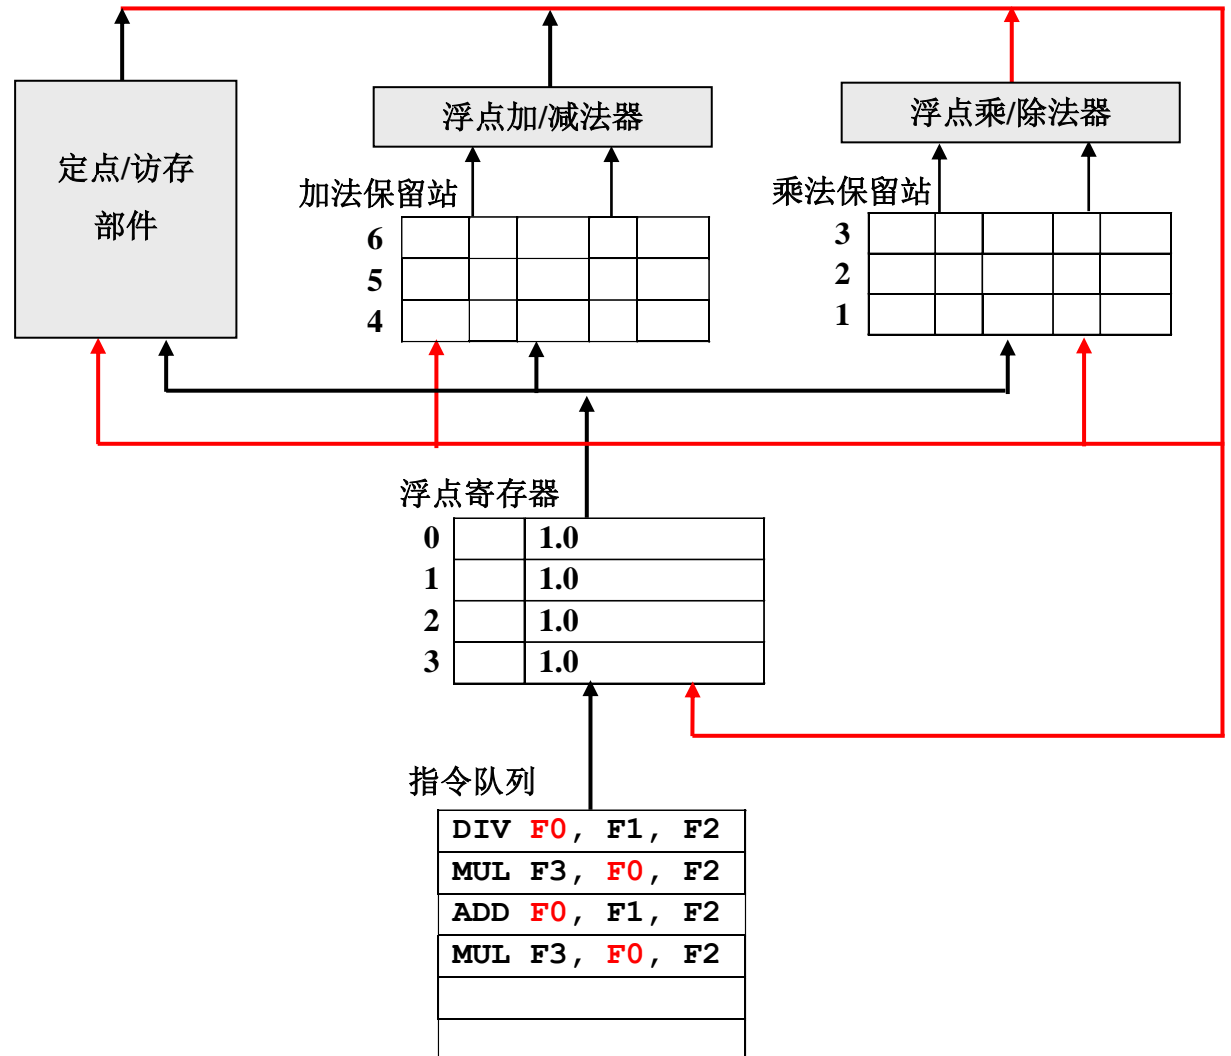 定点/访存
部件
浮点加/减法器
浮点乘/除法器
加法保留站
6
5
4
乘法保留站
3
2
1
浮点寄存器
0 1.0
1 1.0
2 1.0
3 1.0
指令队列
DIV F0, F1, F2
MUL F3, F0, F2
ADD F0, F1, F2
MUL F3, F0, F2